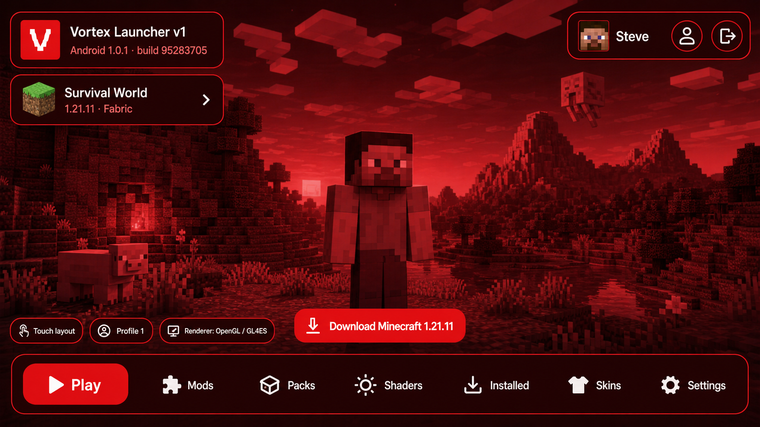 V
Vortex Launcher v1
Android 1.0.1 · build 95283705
Steve
Survival World
1.21.11 · Fabric
Touch layout
Profile 1
Renderer: OpenGL / GL4ES
Download Minecraft 1.21.11
Play
Mods
Packs
Shaders
Installed
Skins
Settings